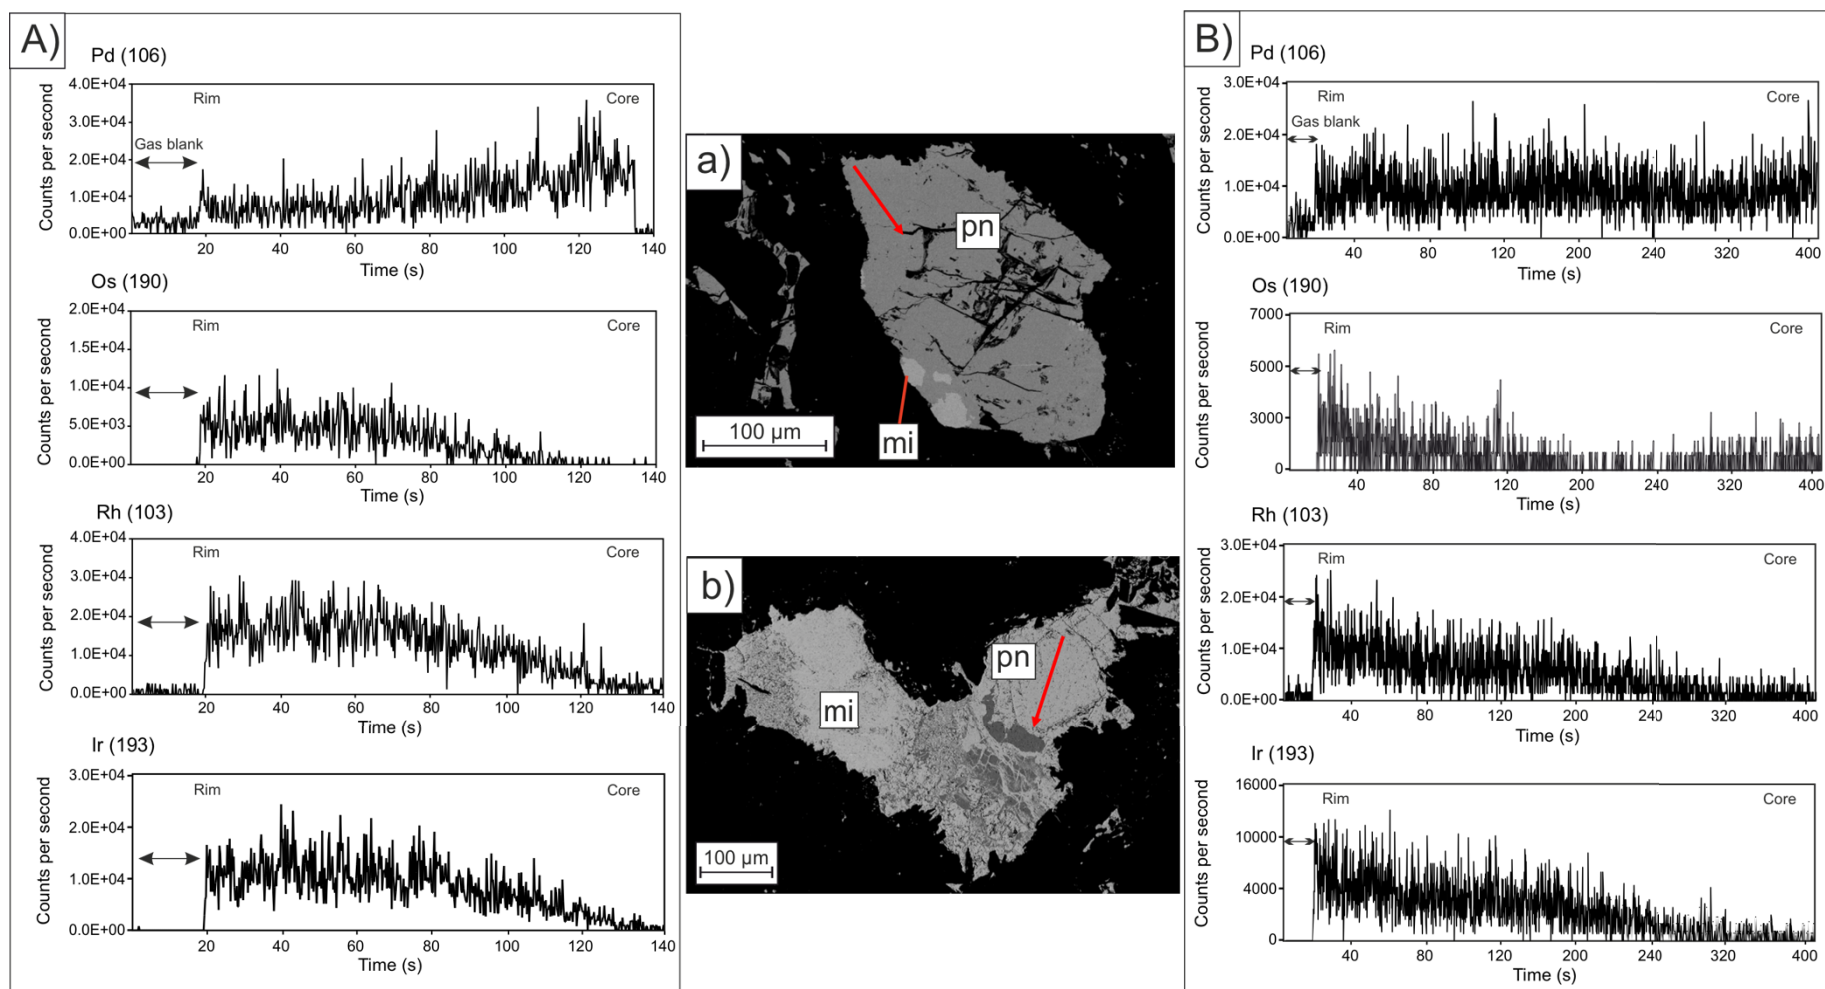 A)
Pd (106)
Counts per second
4.0E+04
3.0E+04
2.0E+04
1.0E+04
0.0E+00
Rim
Core
Gas blank
20 40 60 80 100 120 140
Time (s)
Os (190)
Counts per second
2.0E+04
1.5E+04
1.0E+04
5.0E+03
0.0E+00
Rim
Core
20 40 60 80 100 120 140
Time (s)
Rh (103)
Counts per second
4.0E+04
3.0E+04
2.0E+04
1.0E+04
0.0E+00
Rim
Core
20 40 60 80 100 120 140
Time (s)
Ir (193)
Counts per second
3.0E+04
2.0E+04
1.0E+04
0.0E+00
Rim
Core
20 40 60 80 100 120 140
Time (s)
a)
pn
mi
100 µm
b)
pn
mi
100 µm
B)
Pd (106)
Counts per second
3.0E+04
2.0E+04
1.0E+04
0.0E+00
Rim
Core
Gas blank
40 80 120 200 240 320 400
Time (s)
Os (190)
Counts per second
7000
5000
3000
0
Rim
Core
40 80 120 200 240 320 400
Time (s)
Rh (103)
Counts per second
3.0E+04
2.0E+04
1.0E+04
0.0E+00
Rim
Core
40 80 120 200 240 320 400
Time (s)
Ir (193)
Counts per second
16000
10000
4000
0
Rim
Core
40 80 120 200 240 320 400
Time (s)